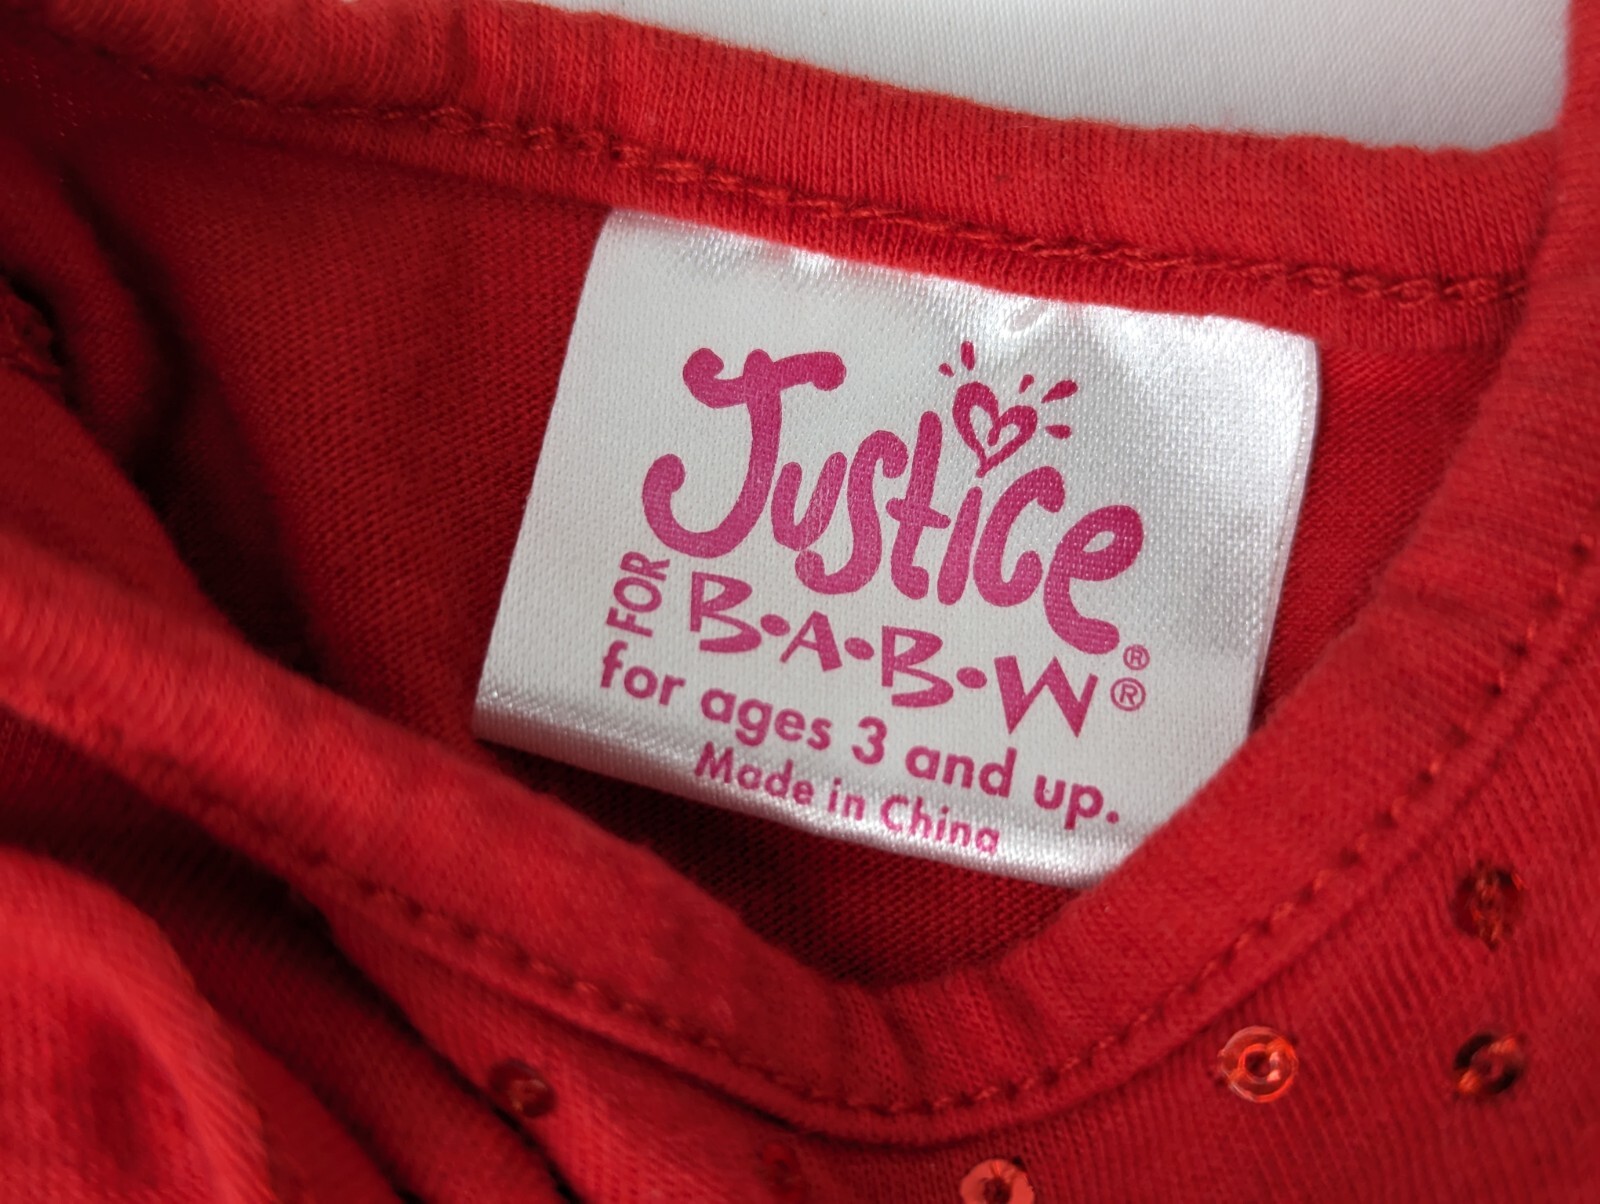 Justice®
FOR B•A•B•W®
for ages 3 and up.
Made in China